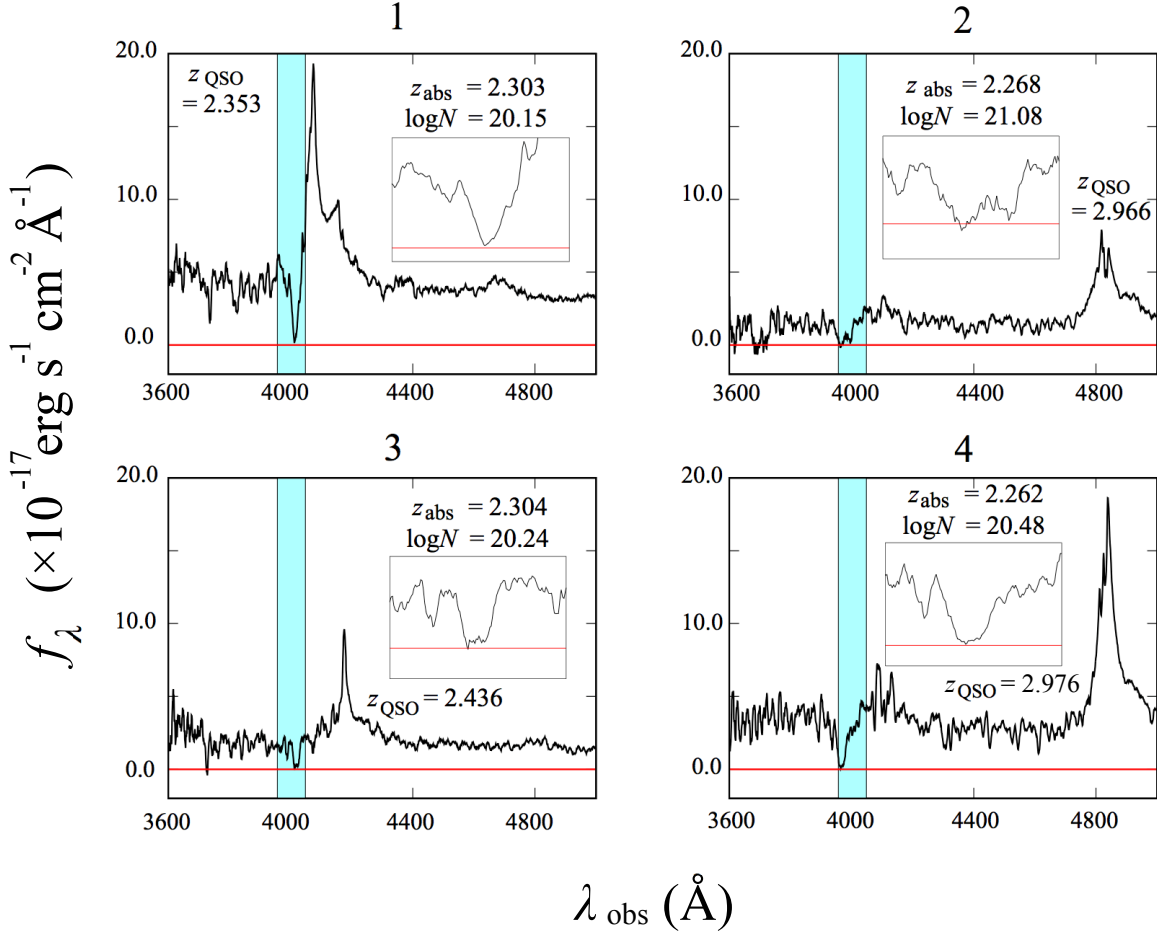 1
20.0
10.0
0.0
3600 4000 4400 4800
z QSO
= 2.353
z abs = 2.303
logN = 20.15
2
20.0
10.0
0.0
3600 4000 4400 4800
z abs = 2.268
logN = 21.08
z QSO
= 2.966
3
20.0
10.0
0.0
3600 4000 4400 4800
z abs = 2.304
logN = 20.24
z QSO = 2.436
4
20.0
10.0
0.0
3600 4000 4400 4800
z abs = 2.262
logN = 20.48
z QSO = 2.976
f λ (×10 -17 erg s -1 cm -2 Å -1)
λ obs (Å)